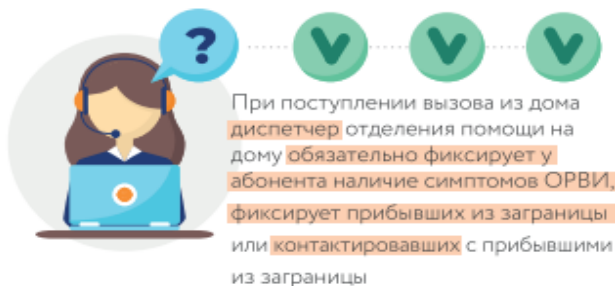 ?
При поступлении вызова из дома
диспетчер отделения помощи на
дому обязательно фиксирует у
абонента наличие симптомов ОРВИ,
фиксирует прибывших из заграницы
или контактировавших с прибывшими
из заграницы